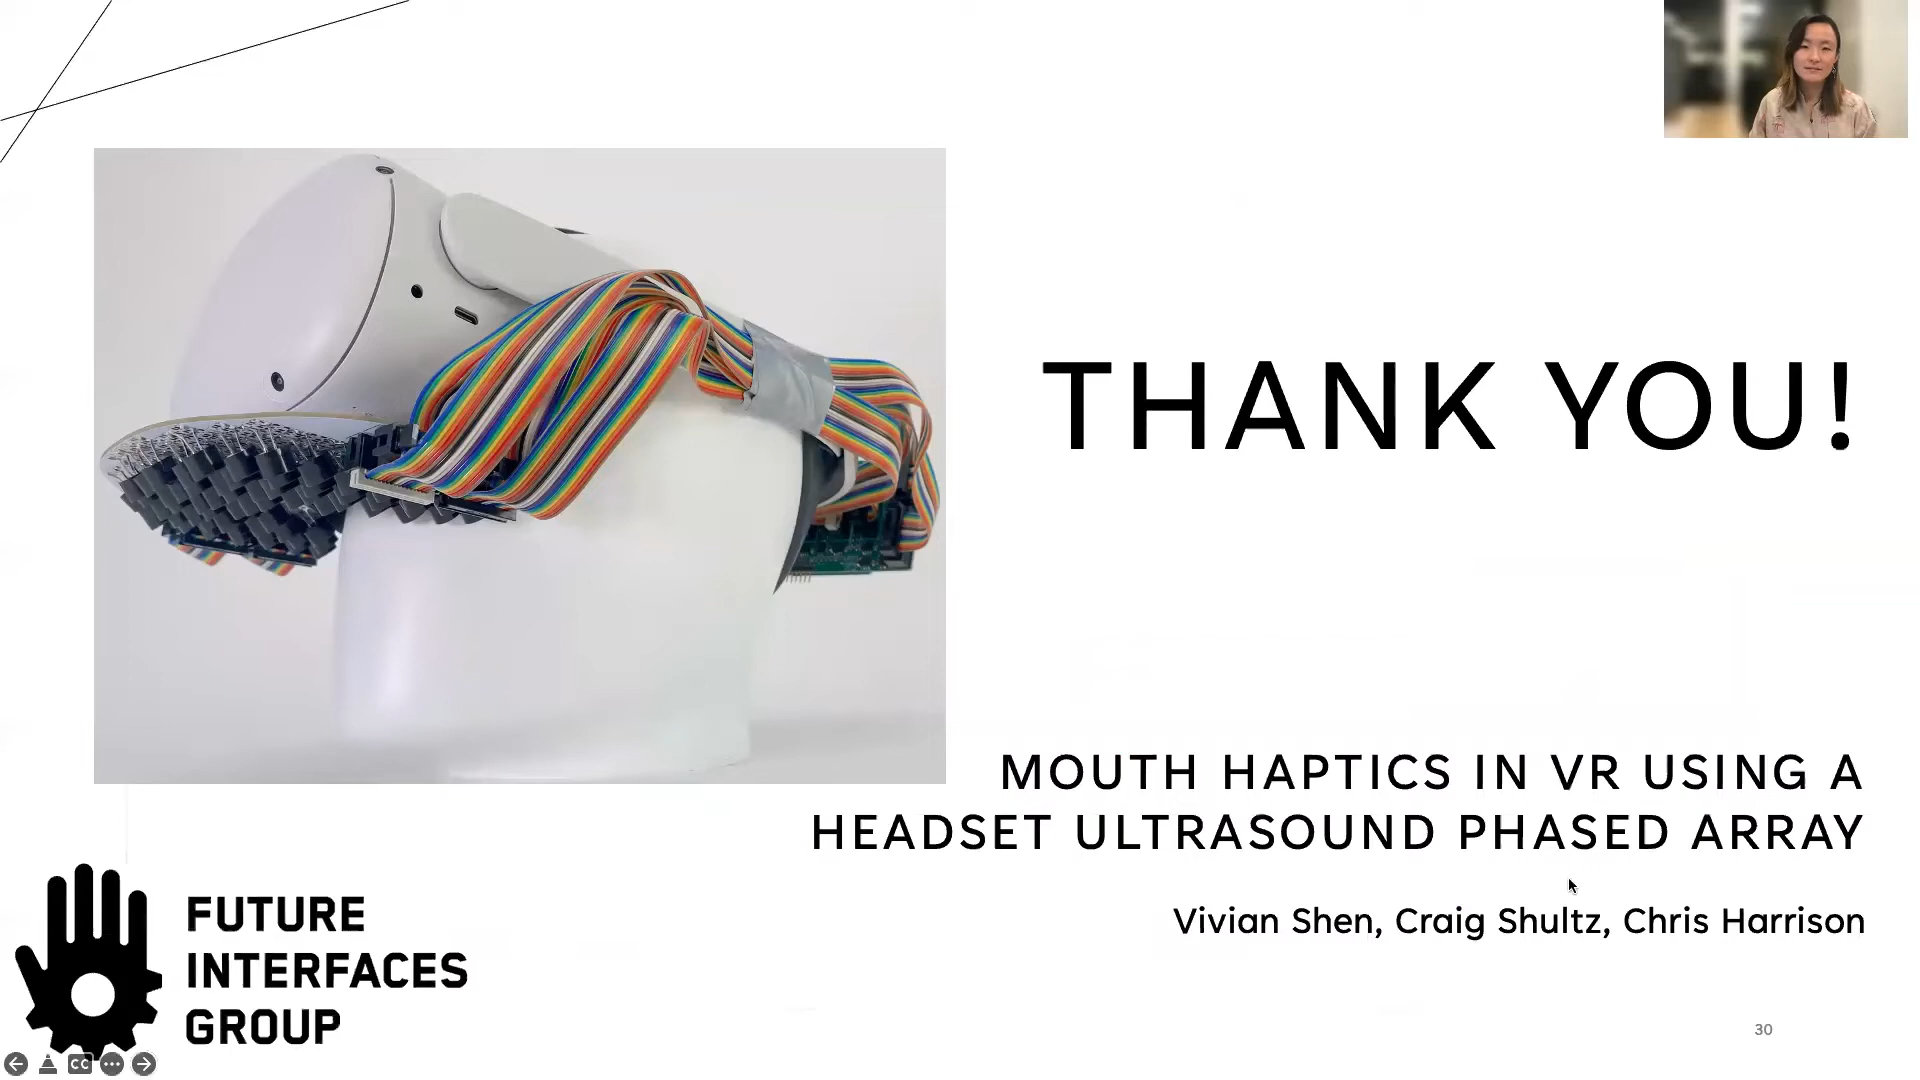 THANK YOU!
MOUTH HAPTICS IN VR USING A
HEADSET ULTRASOUND PHASED ARRAY
Vivian Shen, Craig Shultz, Chris Harrison
FUTURE
INTERFACES
GROUP
30
CC